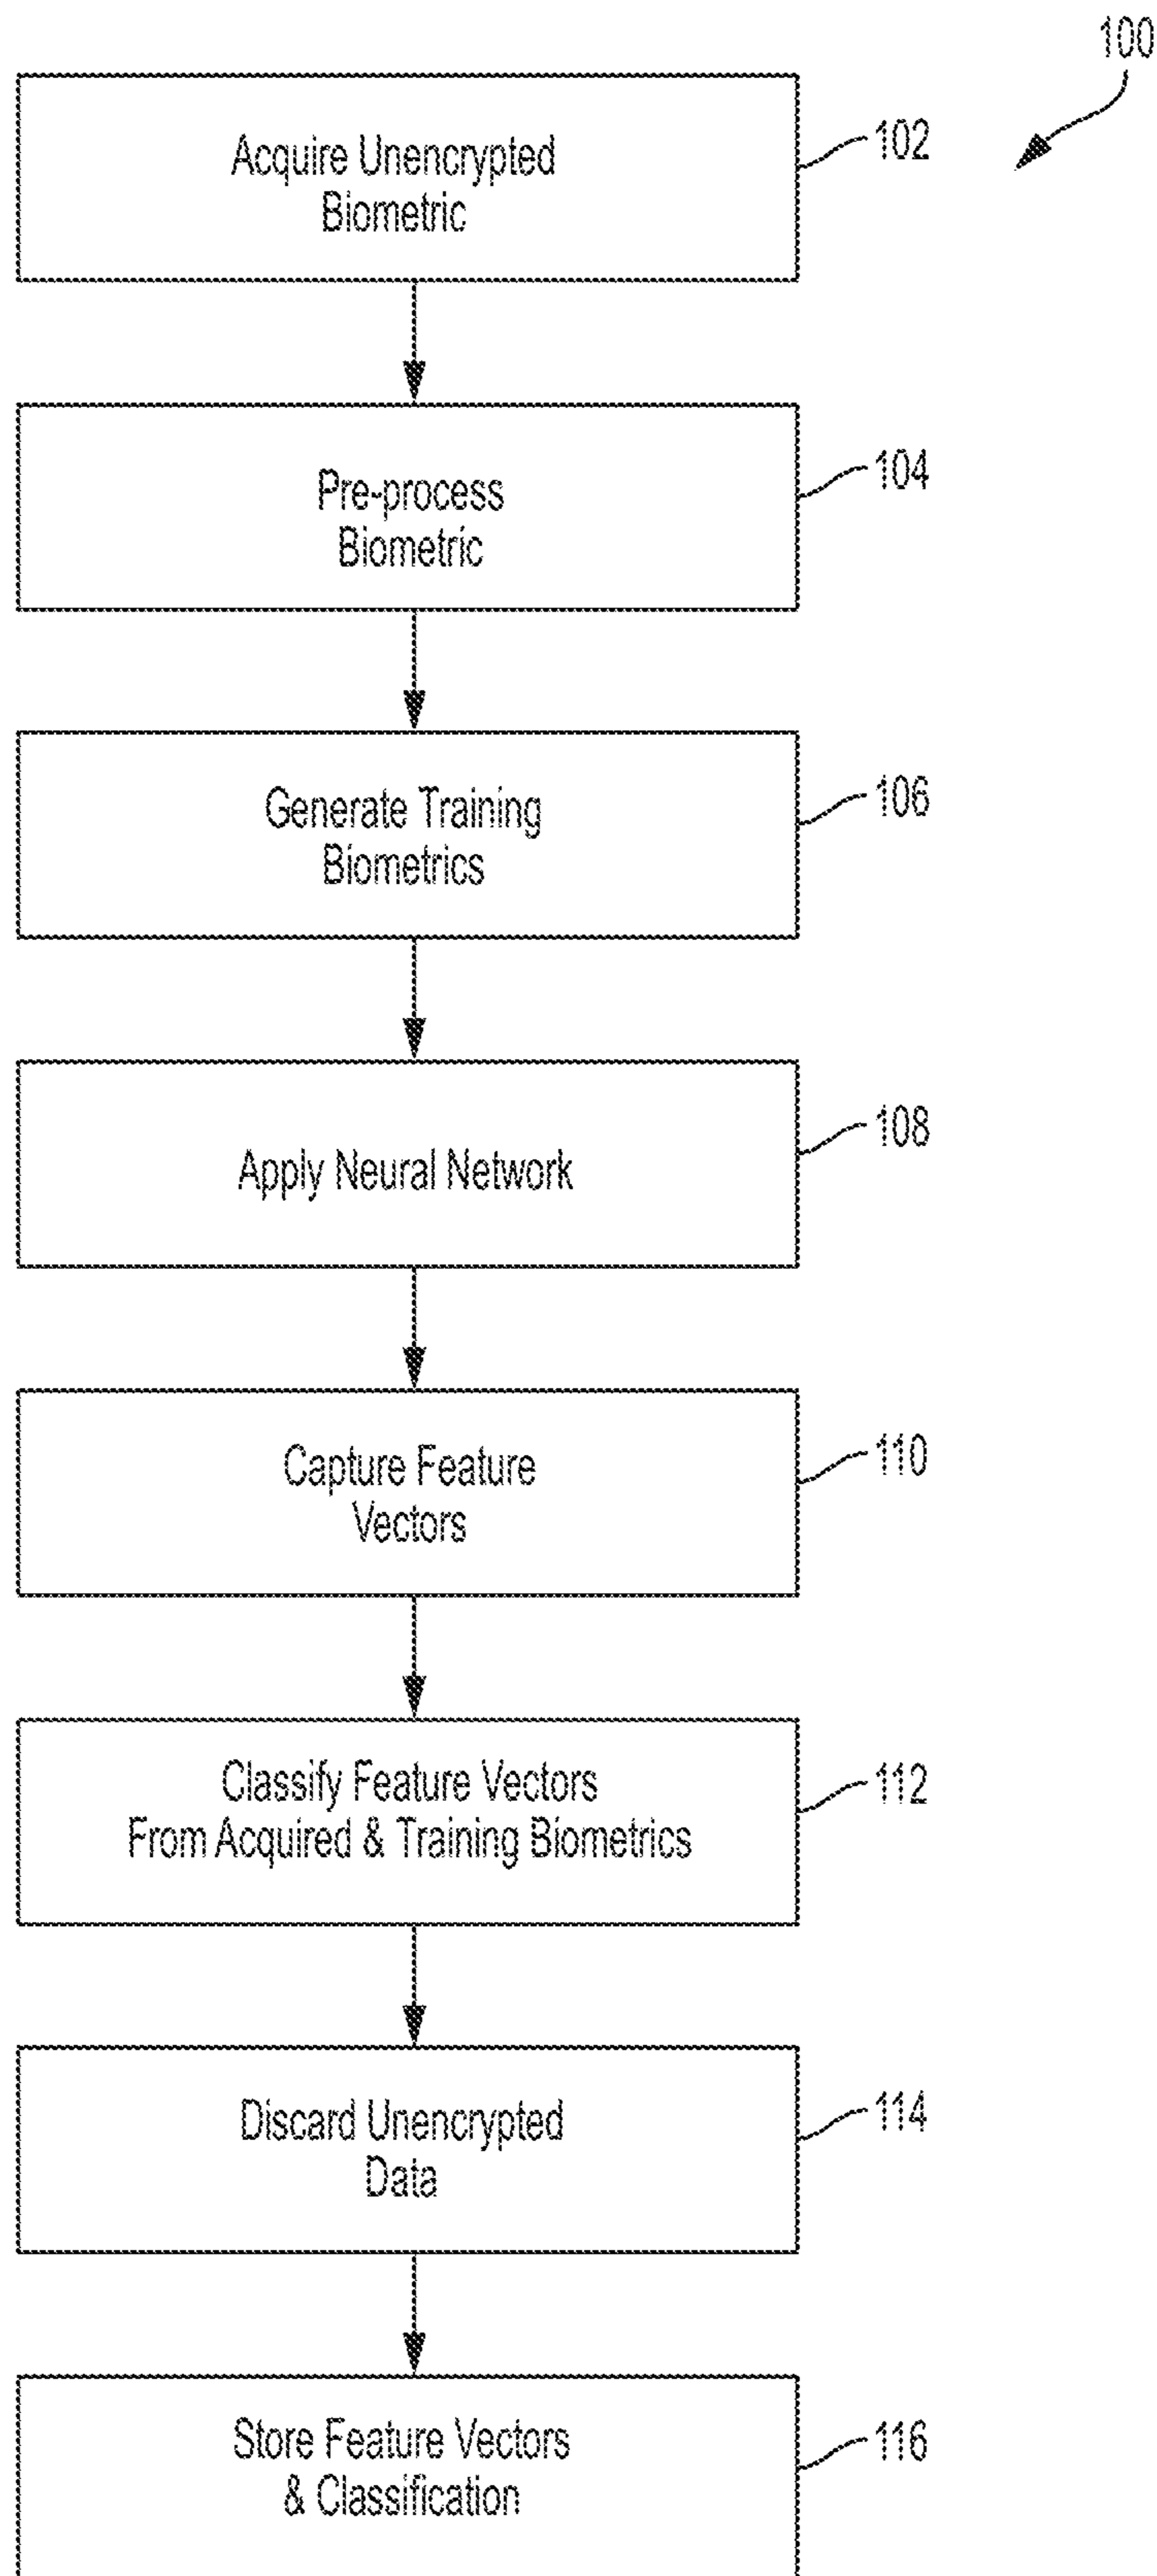 100
Acquire Unencrypted
Biometric
102
Pre-process
Biometric
104
Generate Training
Biometrics
106
Apply Neural Network
108
Capture Feature
Vectors
110
Classify Feature Vectors
From Acquired & Training Biometrics
112
Discard Unencrypted
Data
114
Store Feature Vectors
& Classification
116